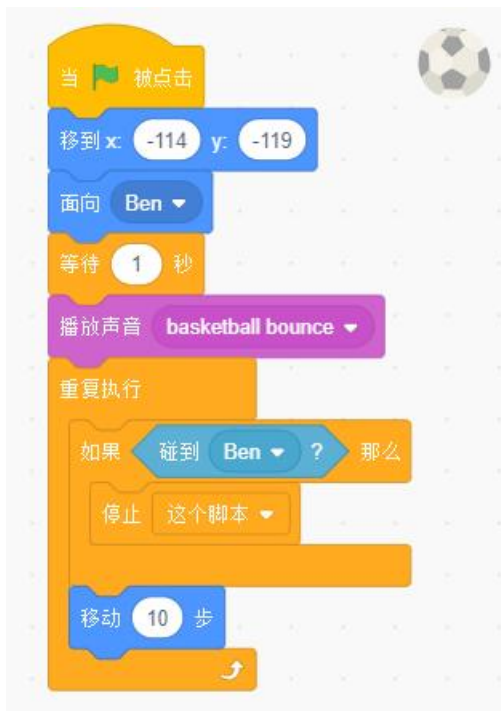 当 被点击
移到 x: -114 y: -119
面向 Ben
等待 1 秒
播放声音 basketball bounce
重复执行
如果 碰到 Ben ? 那么
停止 这个脚本
移动 10 步